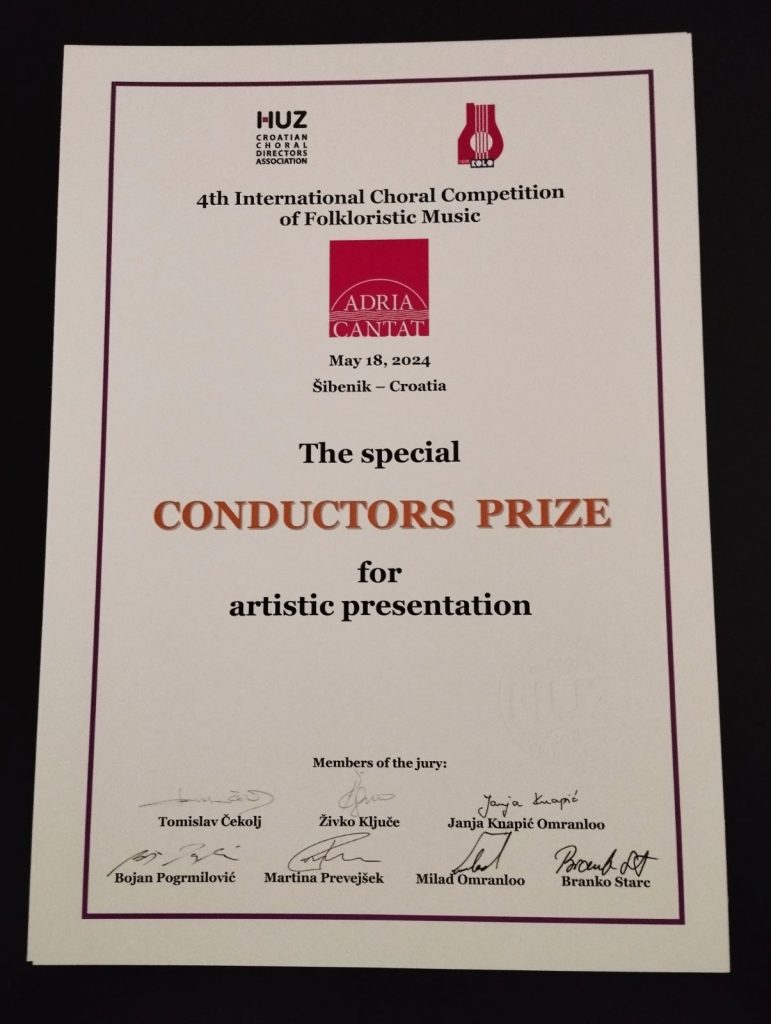 HUZ
CROATIAN
CHORAL
DIRECTORS
ASSOCIATION
KOLO
4th International Choral Competition
of Folkloristic Music
ADRIA
CANTAT
May 18, 2024
Šibenik – Croatia
The special
CONDUCTORS PRIZE
for
artistic presentation
Members of the jury:
Janja Knapić
Tomislav Čekolj Živko Ključe Janja Knapić Omranloo
Bojan Pogrmilović Martina Prevejšek Milad Omranloo Branko Starc